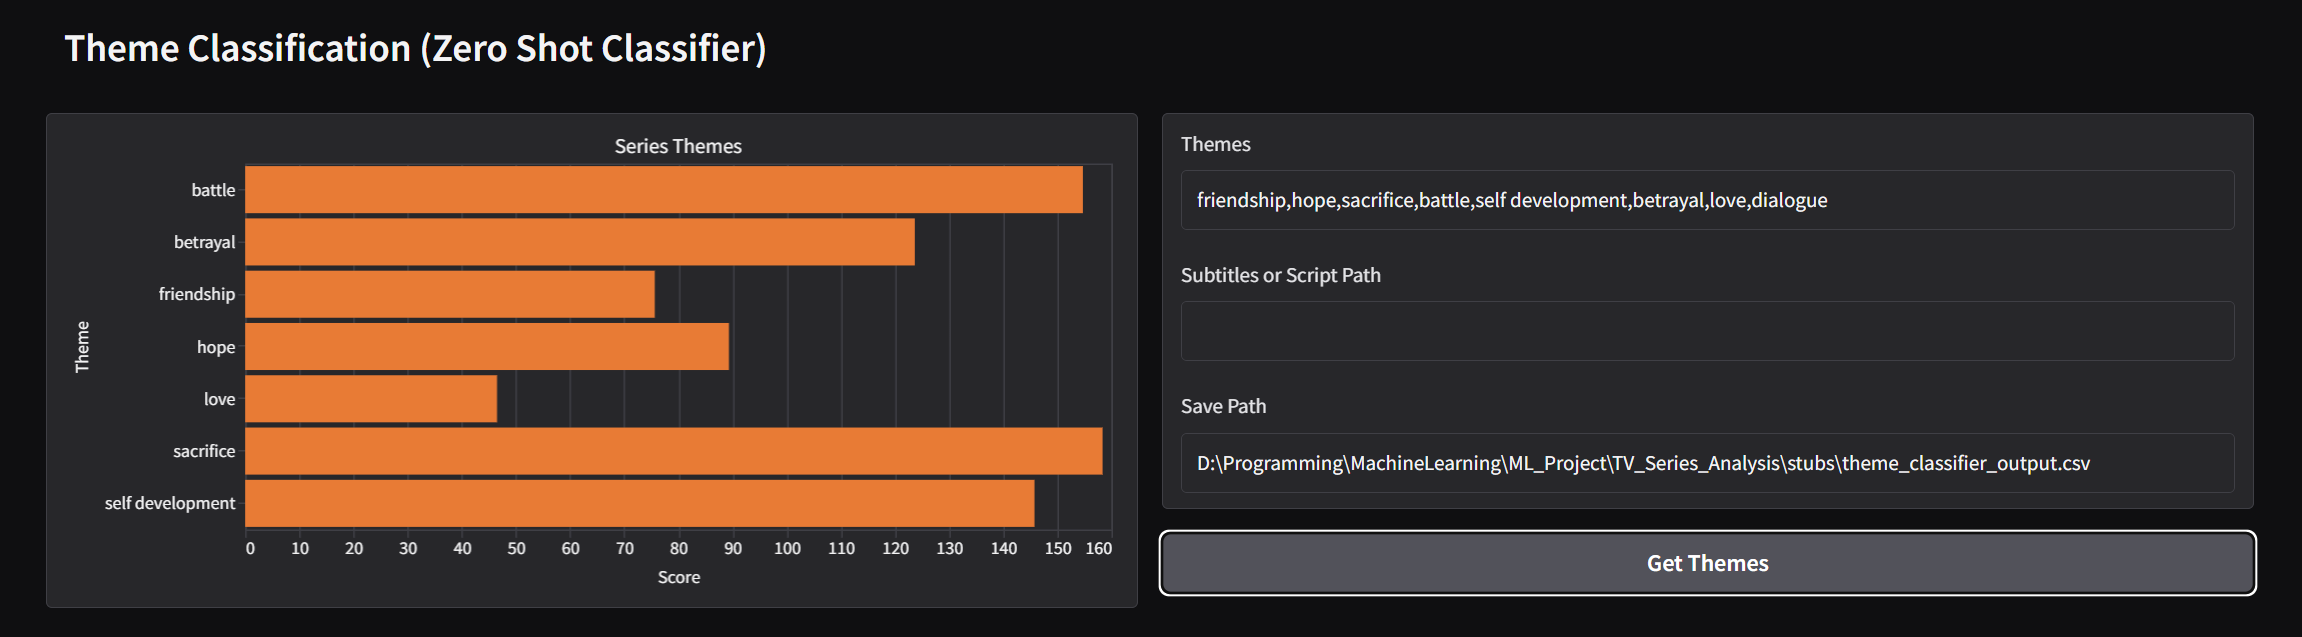 Theme Classification (Zero Shot Classifier)
Series Themes
Theme
battle
betrayal
friendship
hope
love
sacrifice
self development
0 10 20 30 40 50 60 70 80 90 100 110 120 130 140 150 160
Score
Themes
friendship,hope,sacrifice,battle,self development,betrayal,love,dialogue
Subtitles or Script Path
Save Path
D:\Programming\MachineLearning\ML_Project\TV_Series_Analysis\stubs\theme_classifier_output.csv
Get Themes